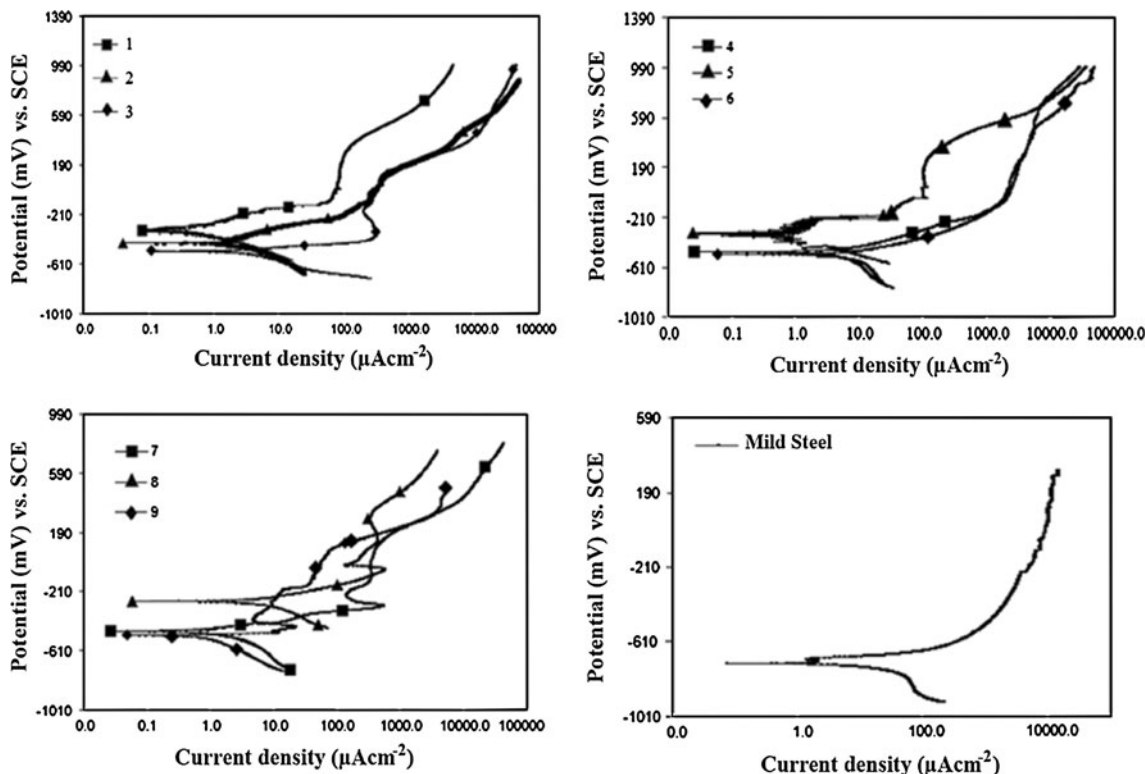 1390
990
590
190
-210
-610
-1010
Potential (mV) vs. SCE
1
2
3
0.0 0.1 1.0 10.0 100.0 1000.0 10000.0 100000
Current density (µAcm-2)
1390
990
590
190
-210
-610
-1010
Potential (mV) vs. SCE
4
5
6
0.0 0.1 1.0 10.0 100.0 1000.0 10000.0 100000.0
Current density (µAcm-2)
990
590
190
-210
-610
-1010
Potential (mV) vs. SCE
7
8
9
0.0 0.1 1.0 10.0 100.0 1000.0 10000.0 100000.0
Current density (µAcm-2)
590
190
-210
-610
-1010
Potential (mV) vs. SCE
Mild Steel
0.0 1.0 100.0 10000.0
Current density (µAcm-2)